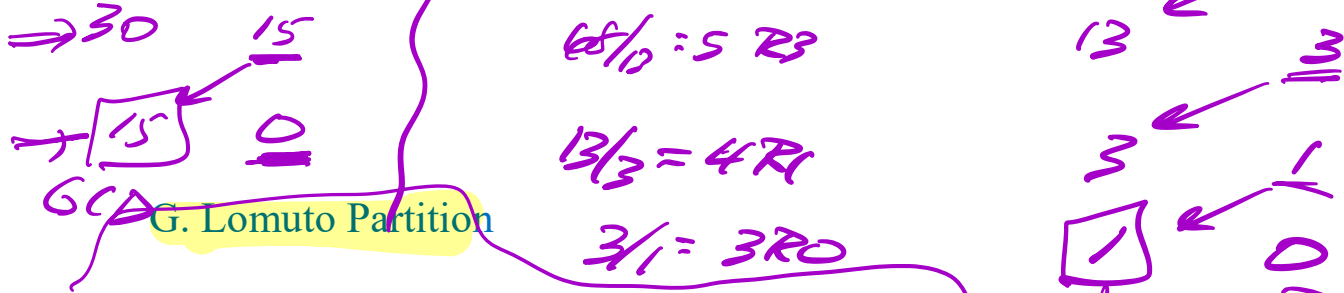 ⇒ 30 15
→ 15 0
GCD
G. Lomuto Partition
68/13 = 5 R3
13/3 = 4 R1
3/1 = 3 R0
13 3
3 1
1 0